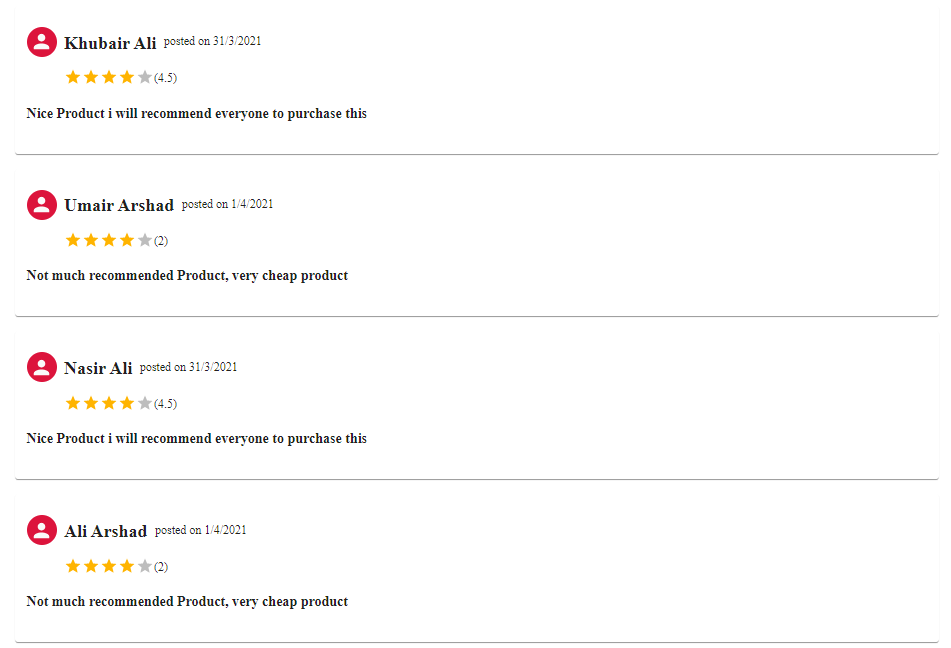 Khubair Ali posted on 31/3/2021
(4.5)
Nice Product i will recommend everyone to purchase this
Umair Arshad posted on 1/4/2021
(2)
Not much recommended Product, very cheap product
Nasir Ali posted on 31/3/2021
(4.5)
Nice Product i will recommend everyone to purchase this
Ali Arshad posted on 1/4/2021
(2)
Not much recommended Product, very cheap product